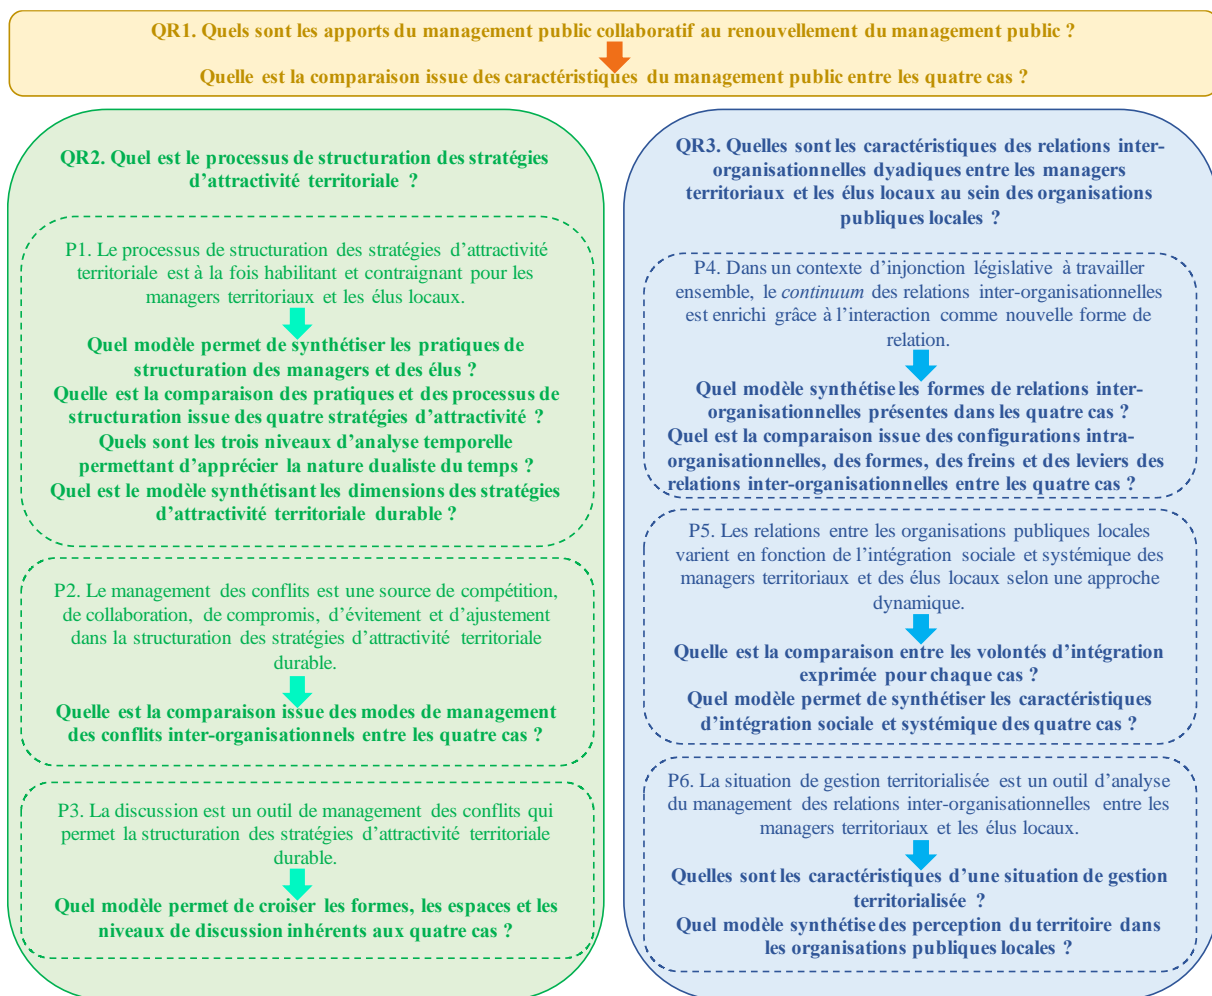 QR1. Quels sont les apports du management public collaboratif au renouvellement du management public ?
Quelle est la comparaison issue des caractéristiques du management public entre les quatre cas ?
QR2. Quel est le processus de structuration des stratégies
d'attractivité territoriale ?
P1. Le processus de structuration des stratégies d'attractivité
territoriale est à la fois habilitant et contraignant pour les
managers territoriaux et les élus locaux.
Quel modèle permet de synthétiser les pratiques de
structuration des managers et des élus ?
Quelle est la comparaison des pratiques et des processus de
structuration issue des quatre stratégies d'attractivité ?
Quels sont les trois niveaux d'analyse temporelle
permettant d'apprécier la nature dualiste du temps ?
Quel est le modèle synthétisant les dimensions des stratégies
d'attractivité territoriale durable ?
P2. Le management des conflits est une source de compétition,
de collaboration, de compromis, d'évitement et d'ajustement
dans la structuration des stratégies d'attractivité territoriale
durable.
Quelle est la comparaison issue des modes de management
des conflits inter-organisationnels entre les quatre cas ?
P3. La discussion est un outil de management des conflits qui
permet la structuration des stratégies d'attractivité territoriale
durable.
Quel modèle permet de croiser les formes, les espaces et les
niveaux de discussion inhérents aux quatre cas ?
QR3. Quelles sont les caractéristiques des relations inter-
organisationnelles dyadiques entre les managers
territoriaux et les élus locaux au sein des organisations
publiques locales ?
P4. Dans un contexte d'injonction législative à travailler
ensemble, le continuum des relations inter-organisationnelles
est enrichi grâce à l'interaction comme nouvelle forme de
relation.
Quel modèle synthétise les formes de relations inter-
organisationnelles présentes dans les quatre cas ?
Quel est la comparaison issue des configurations intra-
organisationnelles, des formes, des freins et des leviers des
relations inter-organisationnelles entre les quatre cas ?
P5. Les relations entre les organisations publiques locales
varient en fonction de l'intégration sociale et systémique des
managers territoriaux et des élus locaux selon une approche
dynamique.
Quelle est la comparaison entre les volontés d'intégration
exprimée pour chaque cas ?
Quel modèle permet de synthétiser les caractéristiques
d'intégration sociale et systémique des quatre cas ?
P6. La situation de gestion territorialisée est un outil d'analyse
du management des relations inter-organisationnelles entre les
managers territoriaux et les élus locaux.
Quelles sont les caractéristiques d'une situation de gestion
territorialisée ?
Quel modèle synthétise des perception du territoire dans
les organisations publiques locales ?